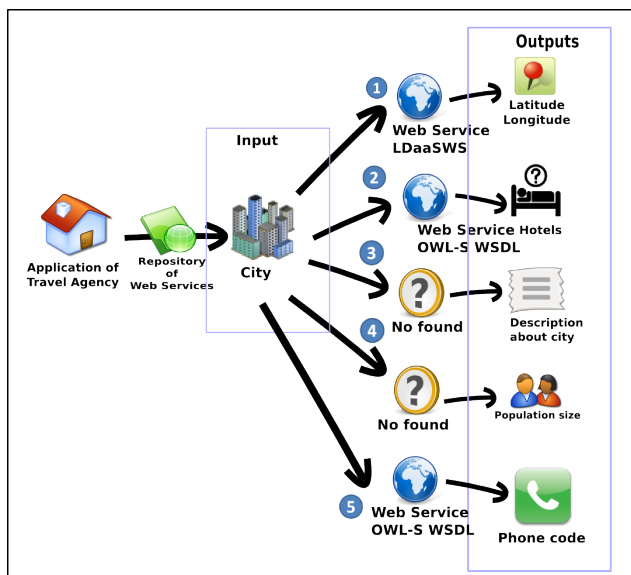 Outputs
Input
1
Latitude
Longitude
Web Service
LDaaSWS
2
Hotels
Web Service
OWL-S WSDL
Application of
Travel Agency
Repository
of
Web Services
City
3
No found
Description
about city
4
No found
Population size
5
Web Service
OWL-S WSDL
Phone code